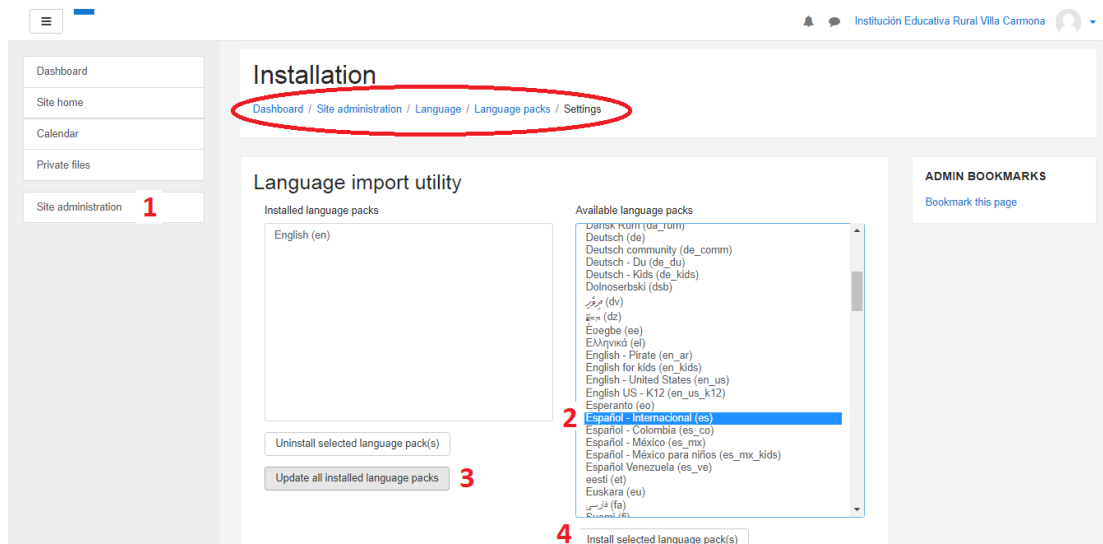 Institución Educativa Rural Villa Carmona
Dashboard
Site home
Calendar
Private files
Site administration 1
Installation
Dashboard / Site administration / Language / Language packs / Settings
Language import utility
Installed language packs
English (en)
Uninstall selected language pack(s)
Update all installed language packs 3
Available language packs
Dansk Rum (da_rum)
Deutsch (de)
Deutsch community (de_comm)
Deutsch - Du (de_du)
Deutsch - Kids (de_kids)
Dolnoserbski (dsb)
ދިވެހި (dv)
རྫོང་ཁ (dz)
Eʋegbe (ee)
Ελληνικά (el)
English - Pirate (en_ar)
English for kids (en_kids)
English - United States (en_us)
English US - K12 (en_us_k12)
Esperanto (eo)
2 Español - Internacional (es)
Español - Colombia (es_co)
Español - México (es_mx)
Español - México para niños (es_mx_kids)
Español Venezuela (es_ve)
eesti (et)
Euskara (eu)
فارسی (fa)
Suomi (fi)
4 Install selected language pack(s)
ADMIN BOOKMARKS
Bookmark this page